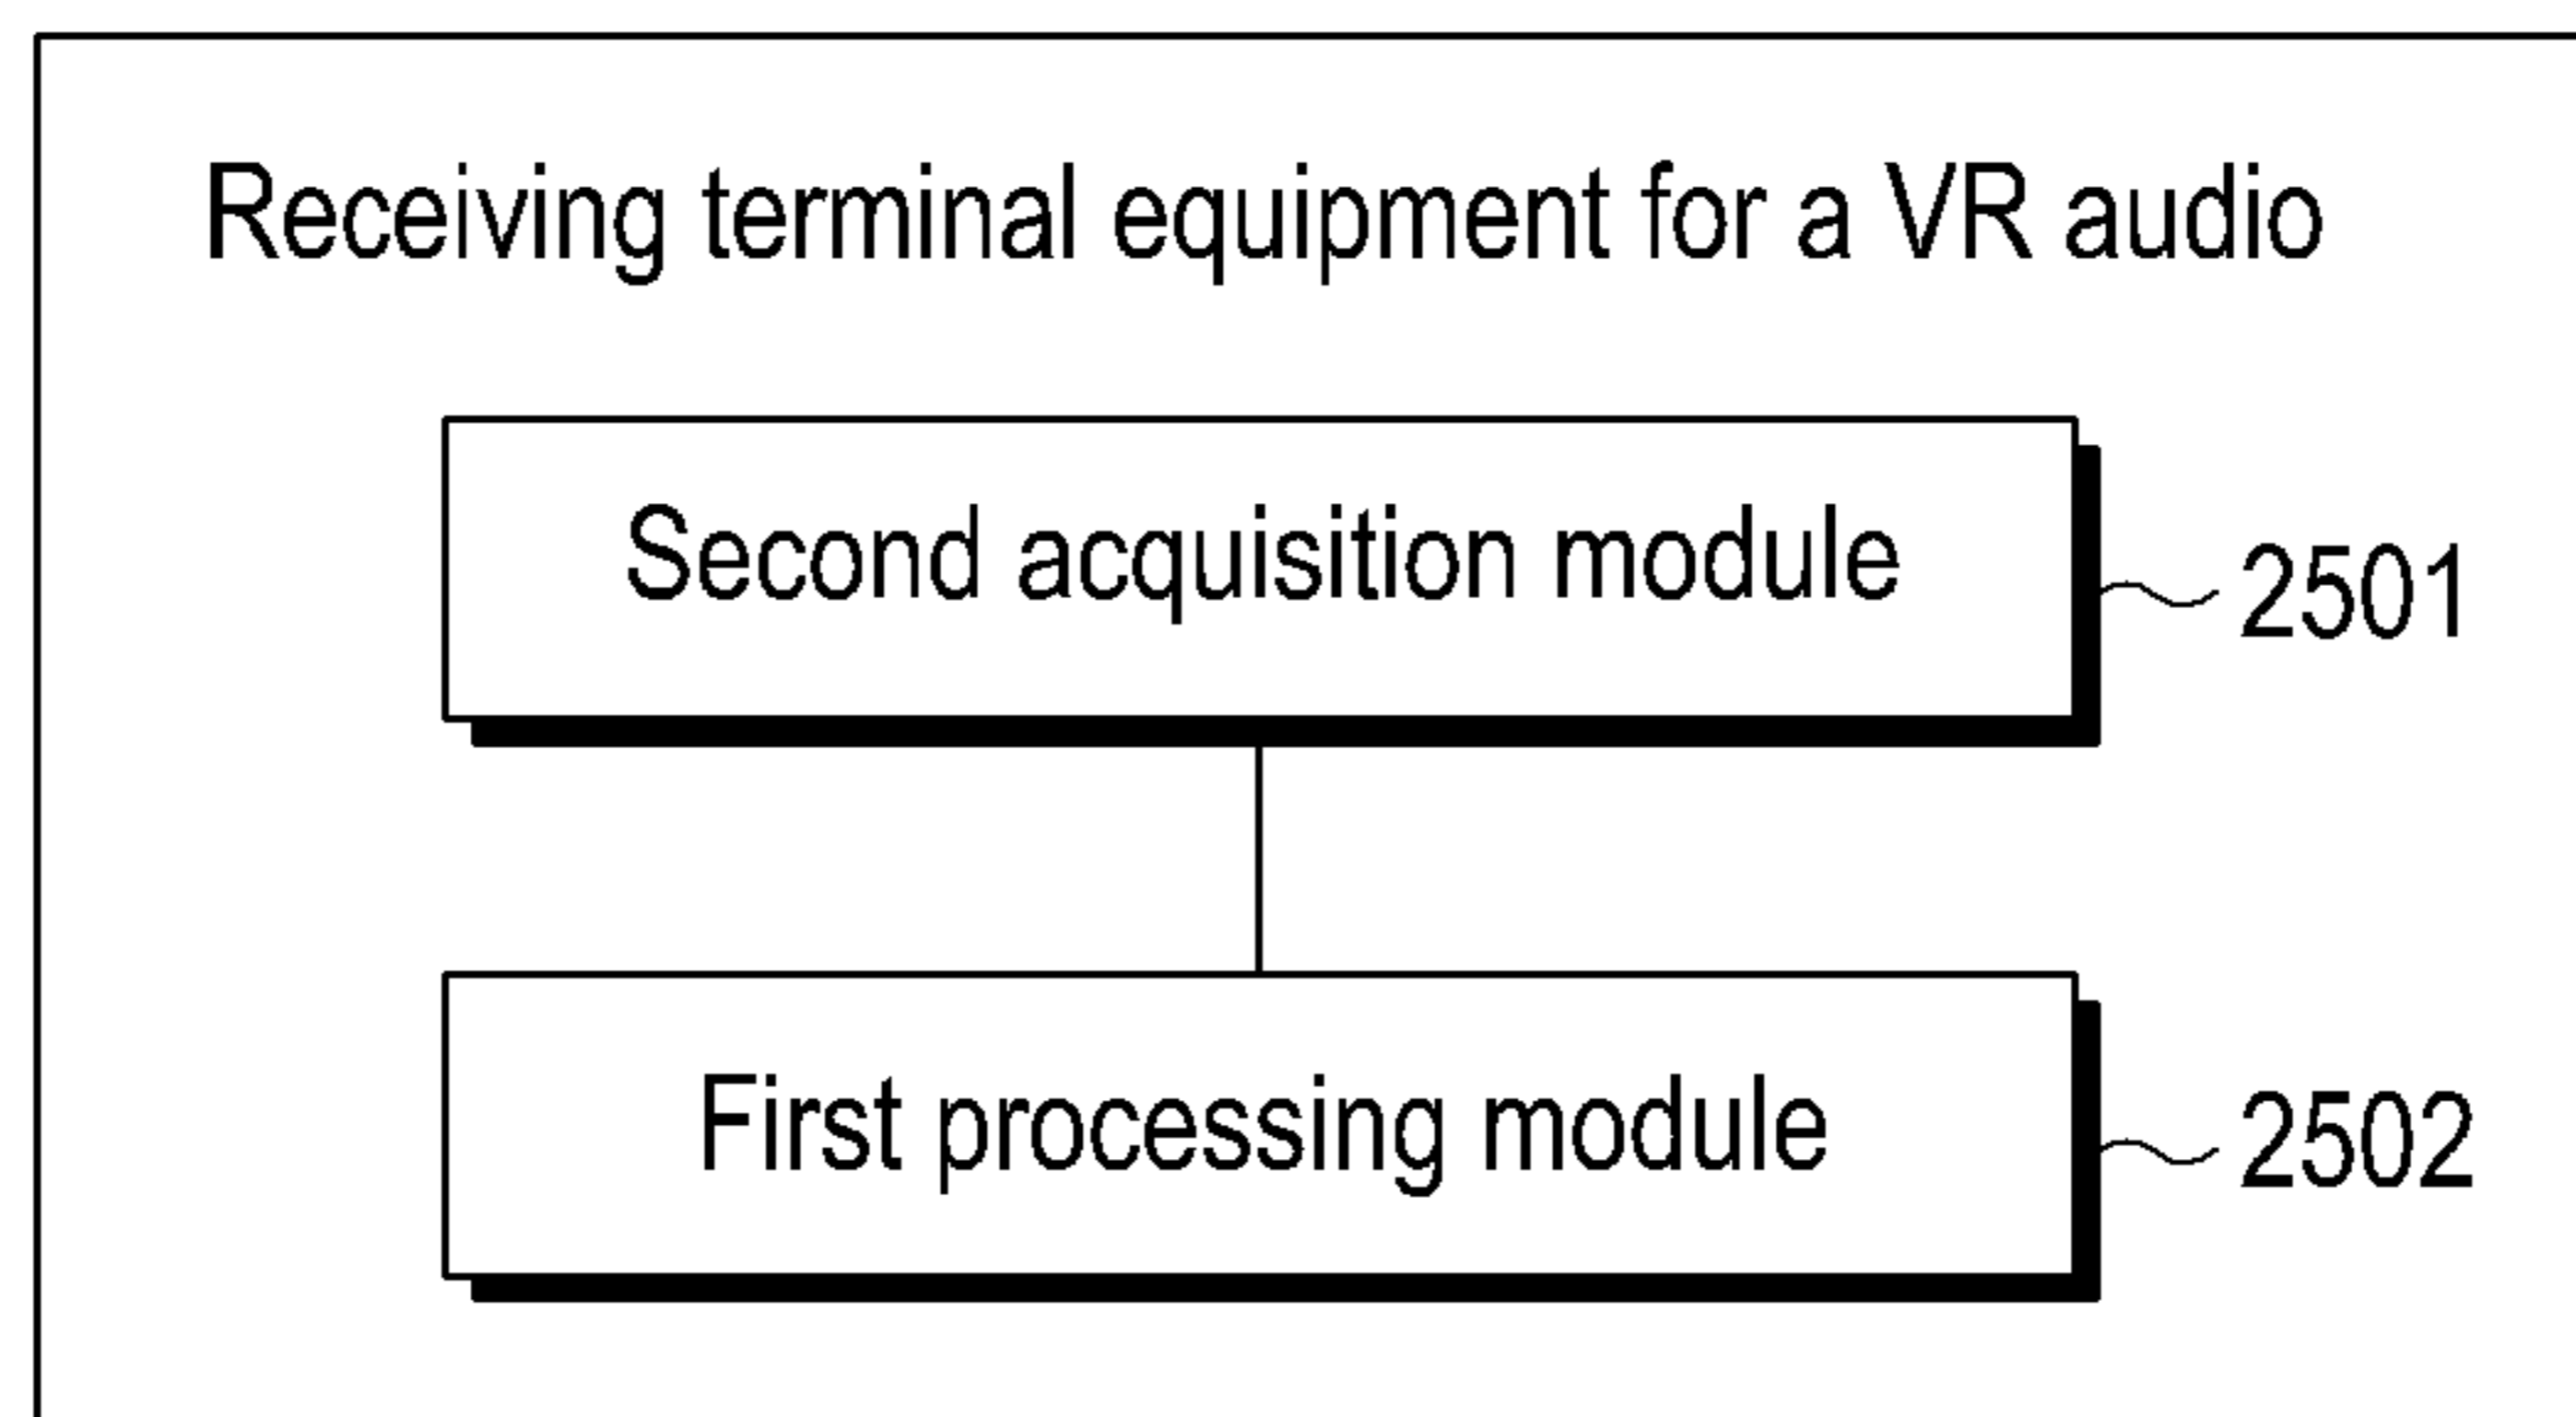 Receiving terminal equipment for a VR audio
Second acquisition module
2501
First processing module
2502